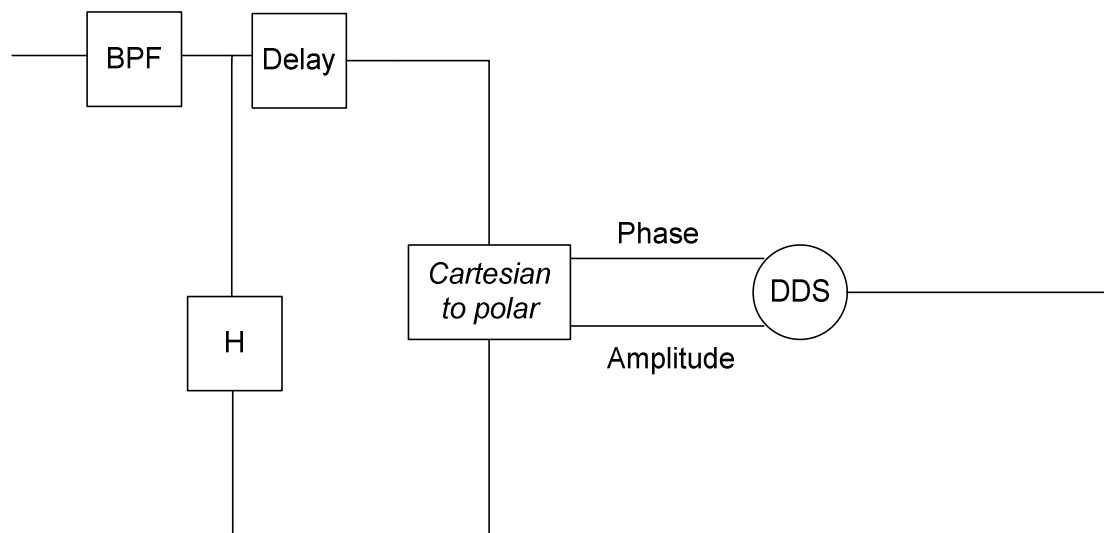 BPF
Delay
Phase
Cartesian
to polar
DDS
H
Amplitude